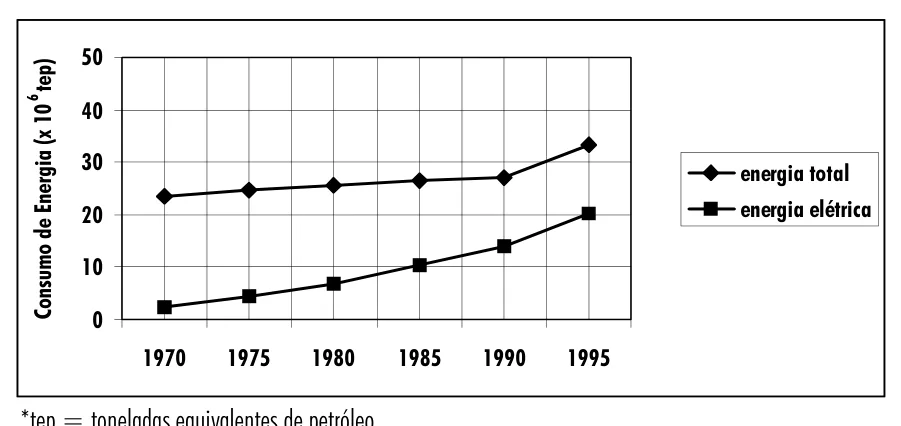 Consumo de Energia (x 10⁶ tep)
50
40
30
20
10
0
1970 1975 1980 1985 1990 1995
energia total
energia elétrica
*tep = toneladas equivalentes de petróleo